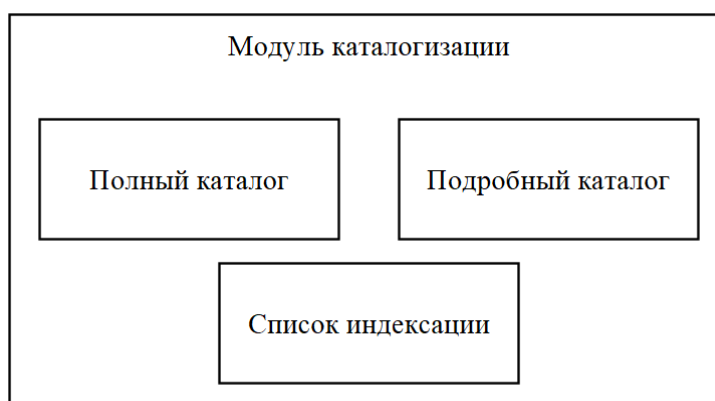 Модуль каталогизации
Полный каталог
Подробный каталог
Список индексации